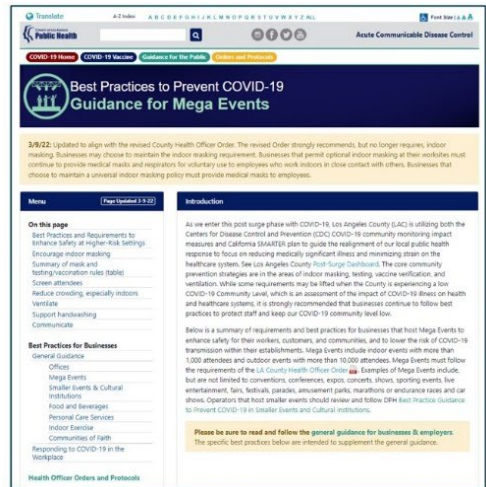 Translate
A-Z Index A B C D E F G H I J K L M N O P Q R S T U V W X Y Z ALL
Font Size A A A
Public Health
Acute Communicable Disease Control
COVID-19 Home COVID-19 Vaccine Guidance for the Public Orders and Protocols
Best Practices to Prevent COVID-19
Guidance for Mega Events
3/9/22: Updated to align with the revised County Health Officer Order. The revised Order strongly recommends, but no longer requires, indoor
masking. Businesses may choose to maintain the indoor masking requirement. Businesses that permit optional indoor masking at their worksites must
continue to provide medical masks and respirators for voluntary use to employees who work indoors in close contact with others. Businesses that
choose to maintain a universal indoor masking policy must provide medical masks to employees.
Menu
Page Updated 3-9-22
On this page
Best Practices and Requirements to
Enhance Safety at Higher-Risk Settings
Encourage indoor masking
Summary of mask and
testing/vaccination rules (table)
Screen attendees
Reduce crowding, especially indoors
Ventilate
Support handwashing
Communicate
Best Practices for Businesses
General Guidance
Offices
Mega Events
Smaller Events & Cultural
Institutions
Food and Beverages
Personal Care Services
Indoor Exercise
Communities of Faith
Responding to COVID-19 in the
Workplace
Health Officer Orders and Protocols
Introduction
As we enter this post surge phase with COVID-19, Los Angeles County (LAC) is utilizing both the
Centers for Disease Control and Prevention (CDC) COVID-19 community monitoring impact
measures and California SMARTER plan to guide the realignment of our local public health
response to focus on reducing medically significant illness and minimizing strain on the
healthcare system. See Los Angeles County Post-Surge Dashboard. The core community
prevention strategies are in the areas of indoor masking, testing, vaccine verification, and
ventilation. While some requirements may be lifted when the County is experiencing a low
COVID-19 Community Level, which is an assessment of the impact of COVID-19 illness on health
and healthcare systems, it is strongly recommended that businesses continue to follow best
practices to protect staff and keep our COVID-19 community level low.
Below is a summary of requirements and best practices for businesses that host Mega Events to
enhance safety for their workers, customers, and communities, and to lower the risk of COVID-19
transmission within their establishments. Mega Events include indoor events with more than
1,000 attendees and outdoor events with more than 10,000 attendees. Mega Events must follow
the requirements of the LA County Health Officer Order. Examples of Mega Events include,
but are not limited to conventions, conferences, expos, concerts, shows, sporting events, live
entertainment, fairs, festivals, parades, amusement parks, marathons or endurance races and car
shows. Operators that host smaller events should review and follow DPH Best Practice Guidance
to Prevent COVID-19 in Smaller Events and Cultural Institutions.
Please be sure to read and follow the general guidance for businesses & employers.
The specific best practices below are intended to supplement the general guidance.